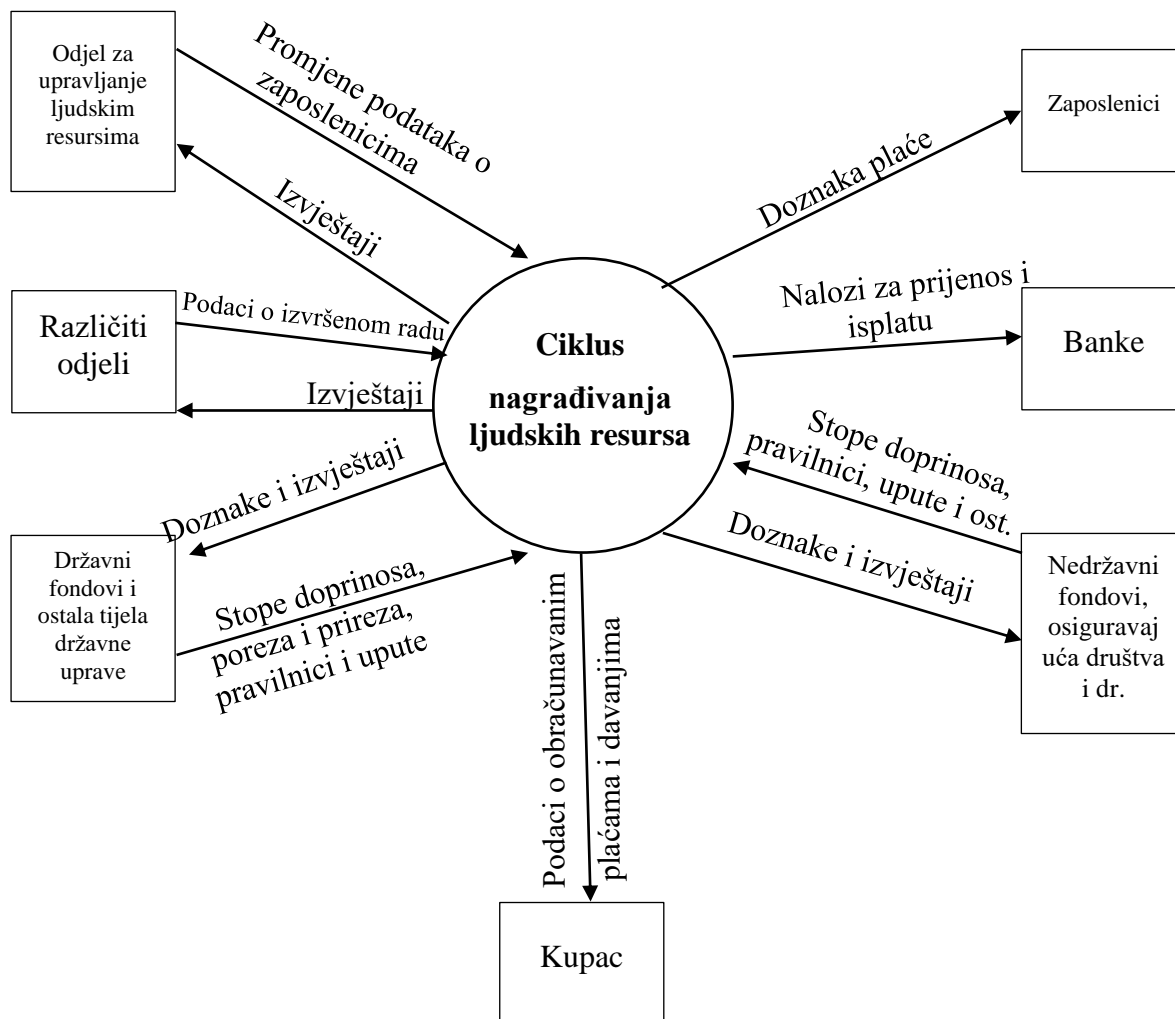 Odjel za
upravljanje
ljudskim
resursima
Promjene podataka o
zaposlenicima
Izvještaji
Zaposlenici
Doznaka plaće
Različiti
odjeli
Podaci o izvršenom radu
Izvještaji
Ciklus
nagrađivanja
ljudskih resursa
Nalozi za prijenos i
isplatu
Banke
Stope doprinosa,
pravilnici, upute i ost.
Doznake i izvještaji
Doznake i izvještaji
Državni
fondovi i
ostala tijela
državne
uprave
Stope doprinosa,
poreza i prireza,
pravilnici i upute
Nedržavni
fondovi,
osiguravaj
uća društva
i dr.
Podaci o obračunavanim
plaćama i davanjima
Kupac